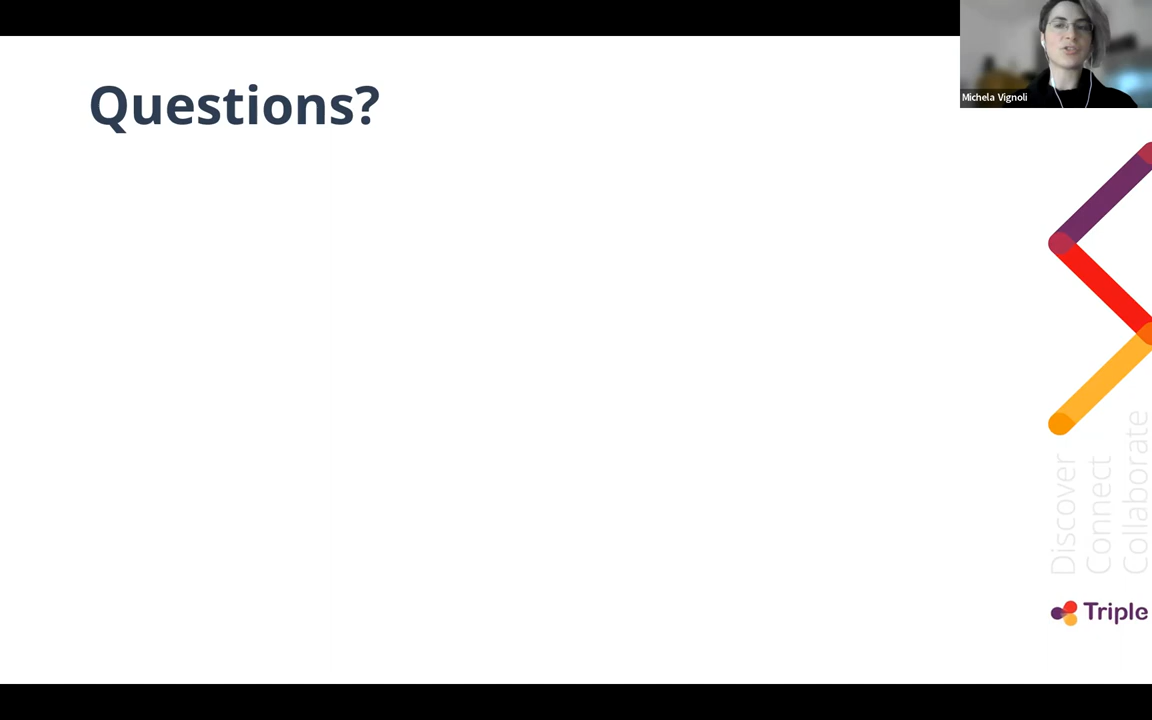 Questions?
Michela Vignoli
Discover
Connect
Collaborate
Triple